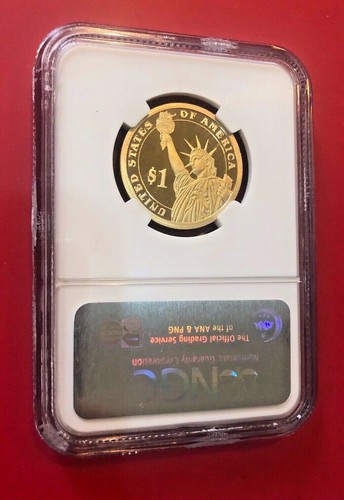 UNITED STATES OF AMERICA
$1
The Official Grading Service
of the ANA & PNG
Numismatic Guaranty Corporation
NGC